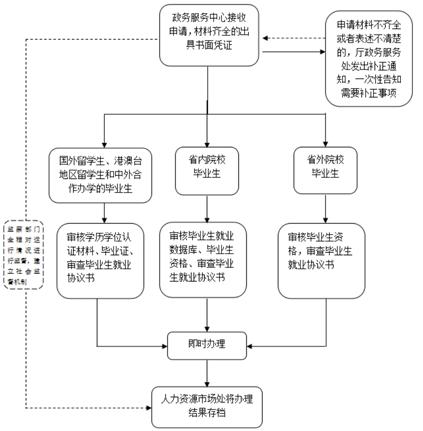 政务服务中心接收
申请，材料齐全的出
具书面凭证
申请材料不齐全
或者表述不清楚
的，厅政务服务
处发出补正通
知，一次性告知
需要补正事项
国外留学生、港澳台
地区留学生和中外合
作办学的毕业生
省内院校
毕业生
省外院校
毕业生
监察部门
全程对运
行情况进
行监督，建
立社会监
督机制
审核学历学位认
证材料、毕业证、
审查毕业生就业
协议书
审核毕业生就业
数据库、毕业生
资格、审查毕业
生就业协议书
审核毕业生资
格，审查毕业生
就业协议书
即时办理
人力资源市场处将办理
结果存档